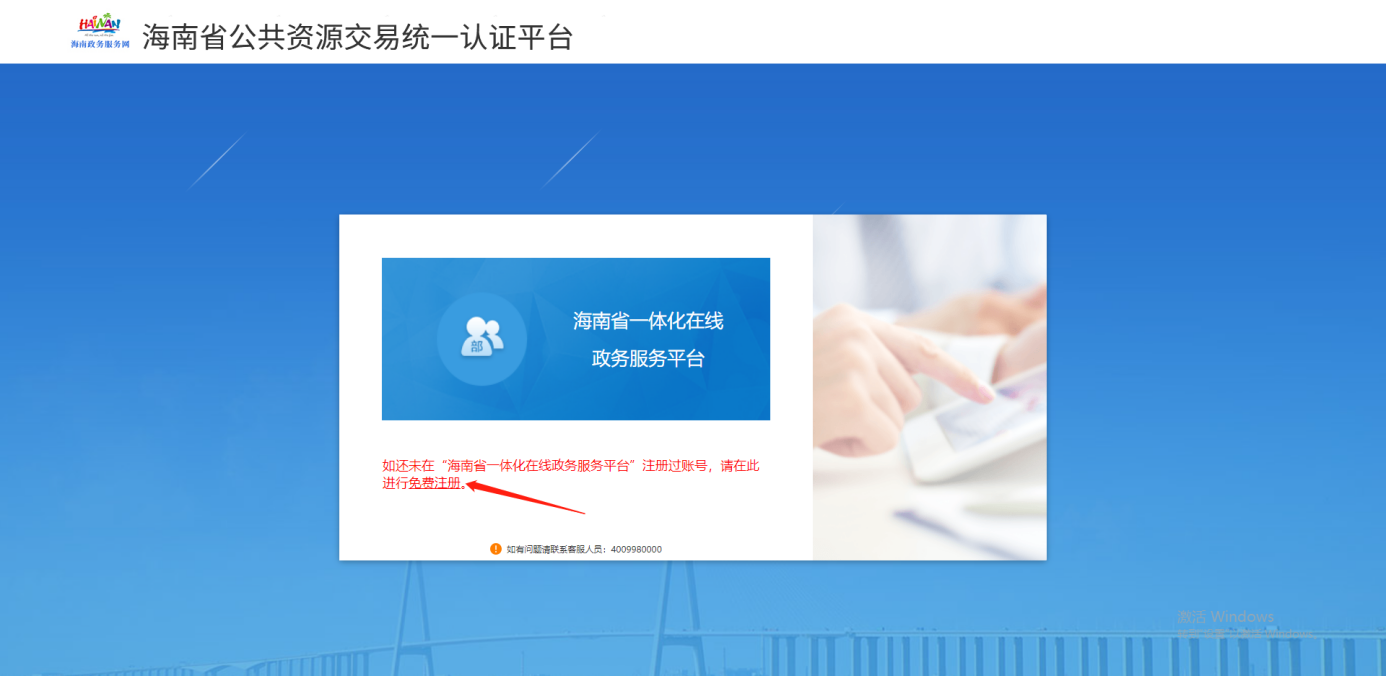 HAINAN
海南政务服务网
海南省公共资源交易统一认证平台
部
海南省一体化在线
政务服务平台
如还未在“海南省一体化在线政务服务平台”注册过账号，请在此
进行免费注册。
! 如有问题请联系客服人员：4009980000
激活 Windows